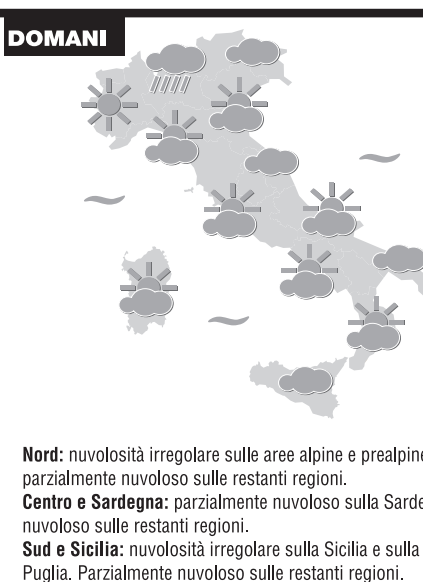 DOMANI
Nord: nuvolosità irregolare sulle aree alpine e prealpine
parzialmente nuvoloso sulle restanti regioni.
Centro e Sardegna: parzialmente nuvoloso sulla Sarde
nuvoloso sulle restanti regioni.
Sud e Sicilia: nuvolosità irregolare sulla Sicilia e sulla
Puglia. Parzialmente nuvoloso sulle restanti regioni.